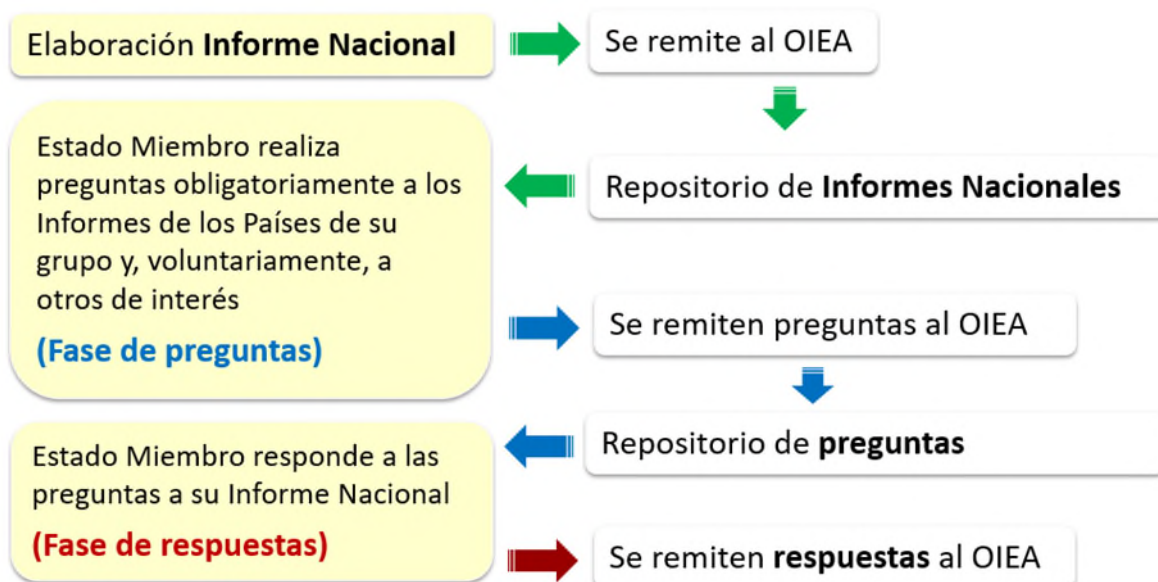 Elaboración Informe Nacional
Se remite al OIEA
Repositorio de Informes Nacionales
Estado Miembro realiza
preguntas obligatoriamente a los
Informes de los Países de su
grupo y, voluntariamente, a
otros de interés
(Fase de preguntas)
Se remiten preguntas al OIEA
Repositorio de preguntas
Estado Miembro responde a las
preguntas a su Informe Nacional
(Fase de respuestas)
Se remiten respuestas al OIEA